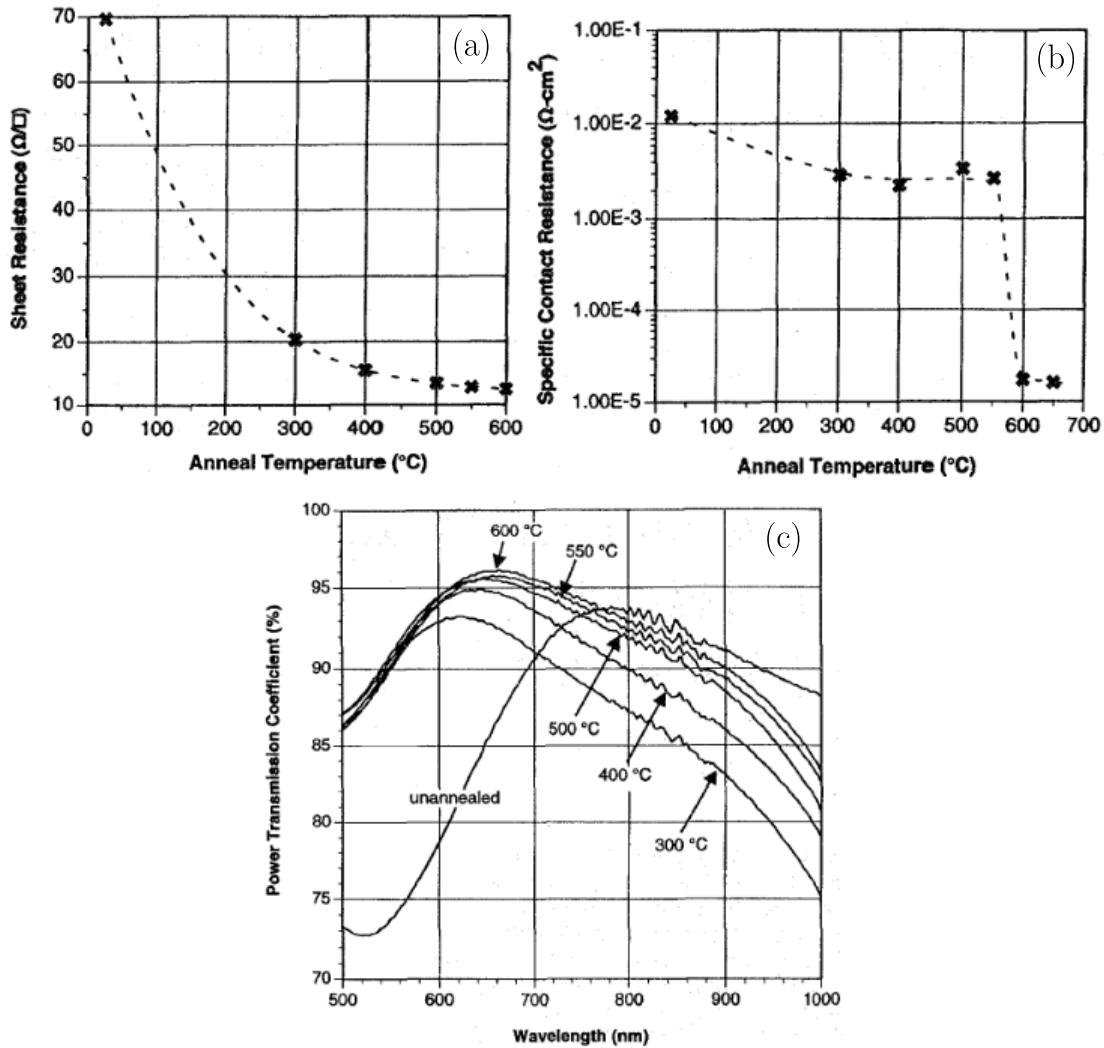 (a)
Sheet Resistance (Ω/□)
70
60
50
40
30
20
10
0 100 200 300 400 500 600
Anneal Temperature (°C)
(b)
Specific Contact Resistance (Ω-cm²)
1.00E-1
1.00E-2
1.00E-3
1.00E-4
1.00E-5
0 100 200 300 400 500 600 700
Anneal Temperature (°C)
(c)
Power Transmission Coefficient (%)
100
95
90
85
80
75
70
600 °C
550 °C
500 °C
400 °C
unannealed
300 °C
500 600 700 800 900 1000
Wavelength (nm)